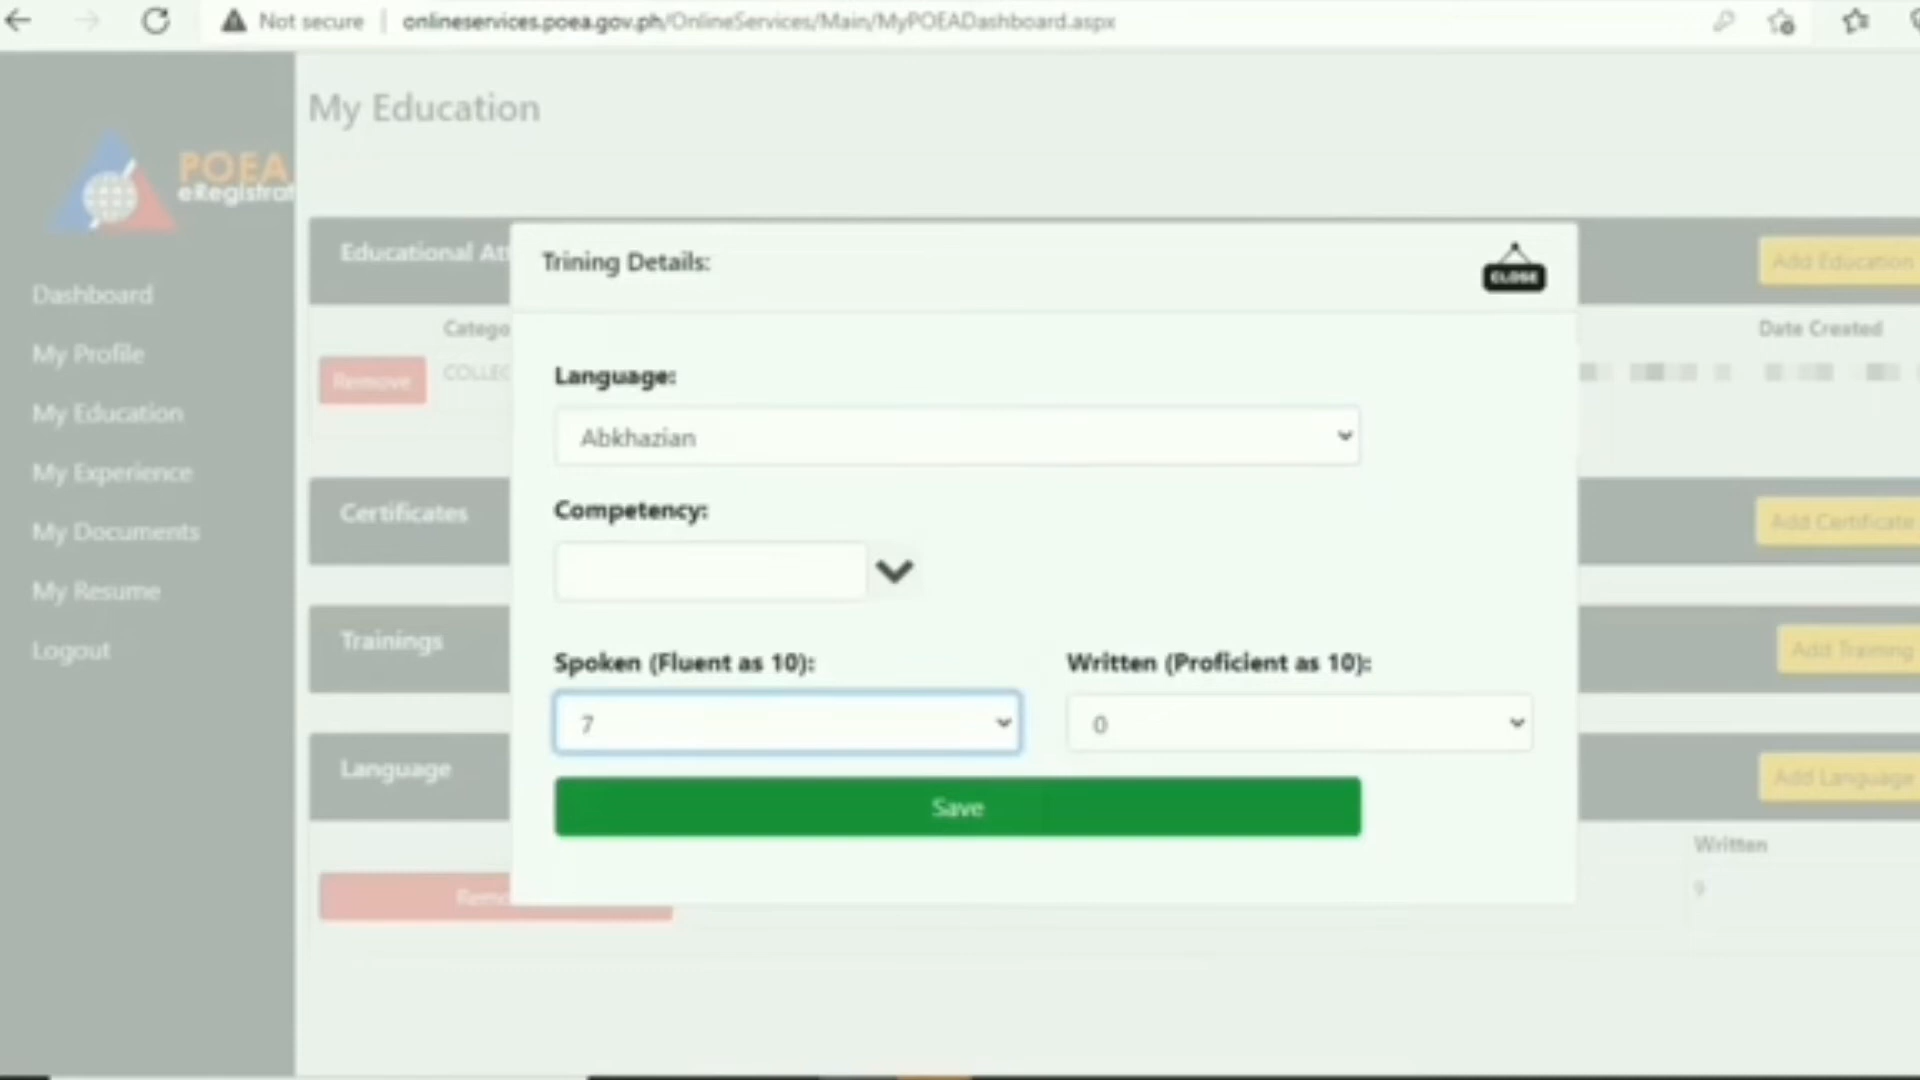 Not secure | onlineservices.poea.gov.ph/OnlineServices/Main/MyPOEADashboard.aspx
My Education
POEA
eRegistrat
Dashboard
My Profile
My Education
My Experience
My Documents
My Resume
Logout
Educational Att
Add Education
Catego
Date Created
Remove
COLLEG
Certificates
Add Certificate
Trainings
Add Training
Language
Add Language
Written
Remo
9
Trining Details:
CLOSE
Language:
Abkhazian
Competency:
Spoken (Fluent as 10):
Written (Proficient as 10):
7
0
Save